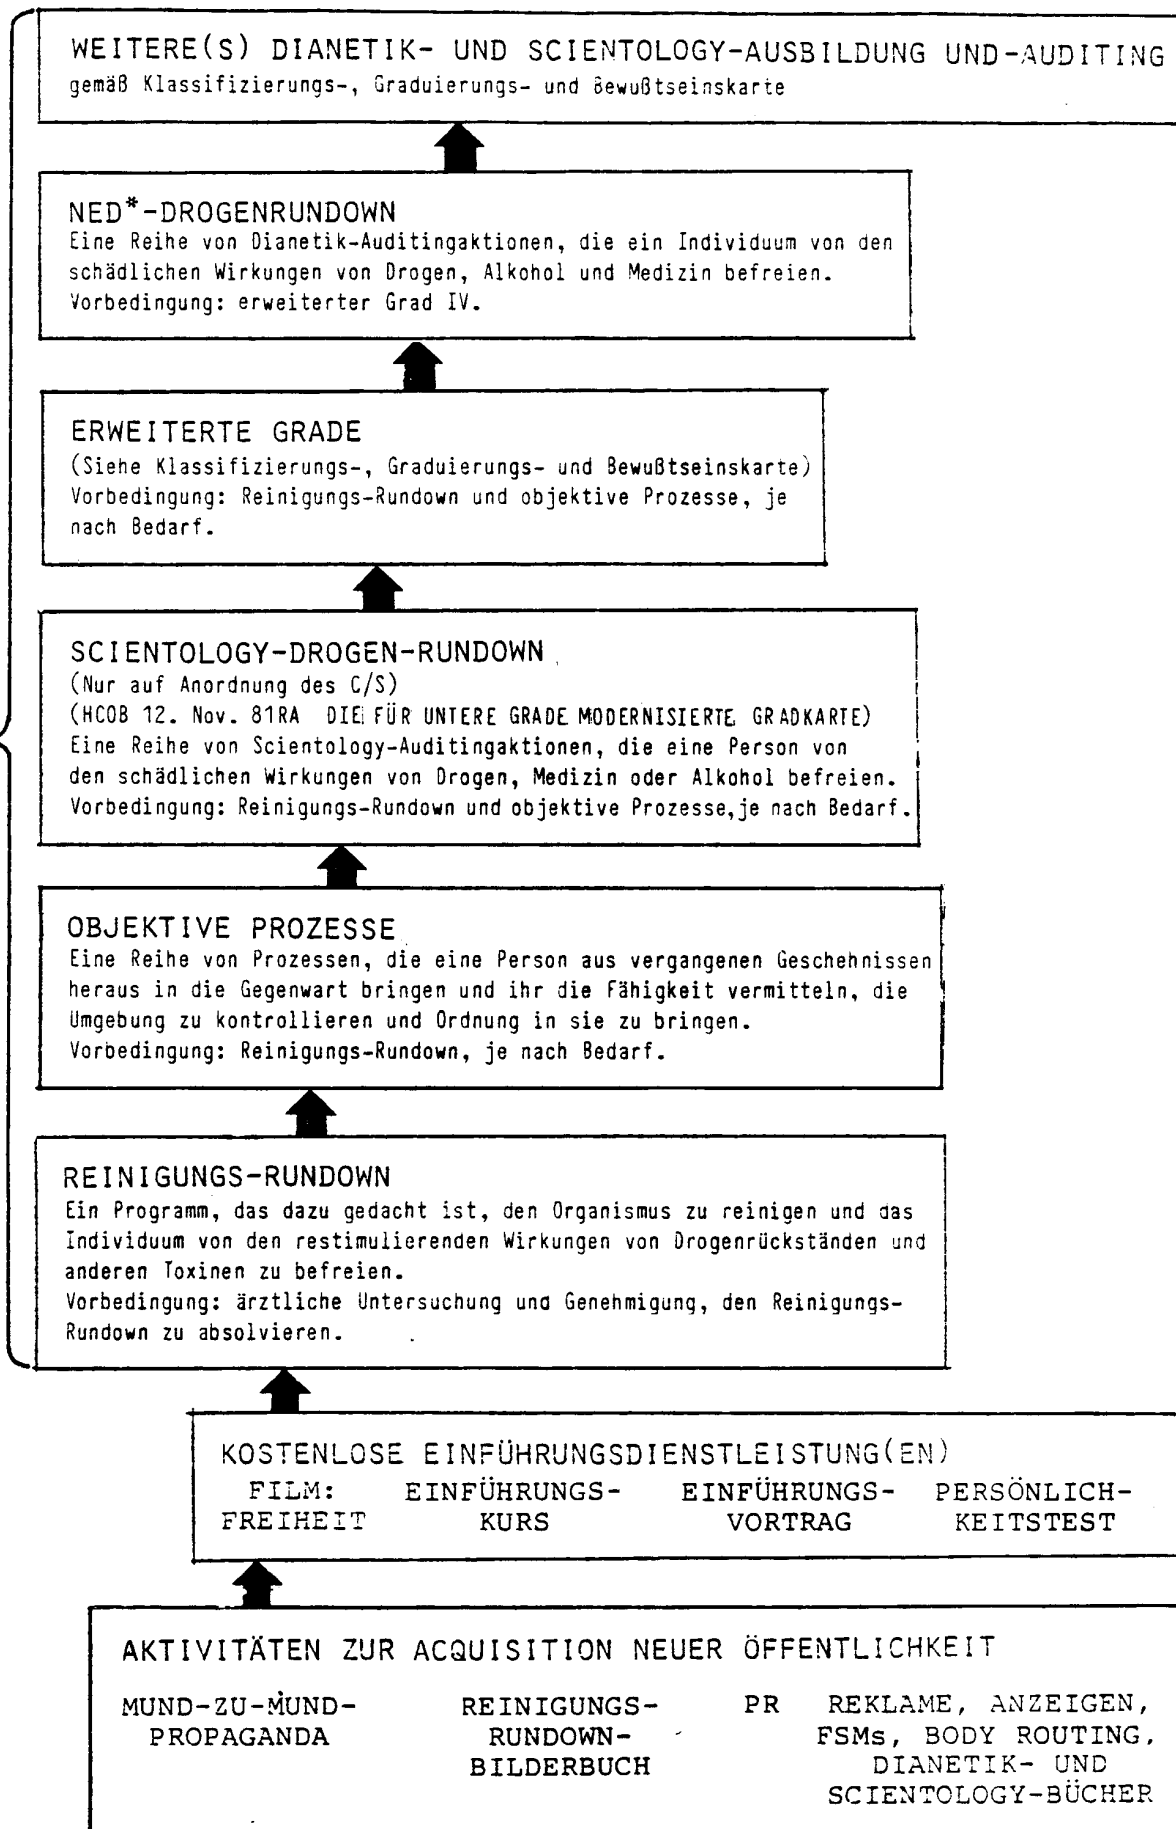 WEITERE(S) DIANETIK- UND SCIENTOLOGY-AUSBILDUNG UND-AUDITING
gemäß Klassifizierungs-, Graduierungs- und Bewußtseinskarte
NED*-DROGENRUNDOWN
Eine Reihe von Dianetik-Auditingaktionen, die ein Individuum von den
schädlichen Wirkungen von Drogen, Alkohol und Medizin befreien.
Vorbedingung: erweiterter Grad IV.
ERWEITERTE GRADE
(Siehe Klassifizierungs-, Graduierungs- und Bewußtseinskarte)
Vorbedingung: Reinigungs-Rundown und objektive Prozesse, je
nach Bedarf.
SCIENTOLOGY-DROGEN-RUNDOWN
(Nur auf Anordnung des C/S)
(HCOB 12. Nov. 81RA DIE FÜR UNTERE GRADE MODERNISIERTE GRADKARTE)
Eine Reihe von Scientology-Auditingaktionen, die eine Person von
den schädlichen Wirkungen von Drogen, Medizin oder Alkohol befreien.
Vorbedingung: Reinigungs-Rundown und objektive Prozesse,je nach Bedarf.
OBJEKTIVE PROZESSE
Eine Reihe von Prozessen, die eine Person aus vergangenen Geschehnissen
heraus in die Gegenwart bringen und ihr die Fähigkeit vermitteln, die
Umgebung zu kontrollieren und Ordnung in sie zu bringen.
Vorbedingung: Reinigungs-Rundown, je nach Bedarf.
REINIGUNGS-RUNDOWN
Ein Programm, das dazu gedacht ist, den Organismus zu reinigen und das
Individuum von den restimulierenden Wirkungen von Drogenrückständen und
anderen Toxinen zu befreien.
Vorbedingung: ärztliche Untersuchung und Genehmigung, den Reinigungs-
Rundown zu absolvieren.
KOSTENLOSE EINFÜHRUNGSDIENSTLEISTUNG(EN)
FILM: EINFÜHRUNGS- EINFÜHRUNGS- PERSÖNLICH-
FREIHEIT KURS VORTRAG KEITSTEST
AKTIVITÄTEN ZUR ACQUISITION NEUER ÖFFENTLICHKEIT
MUND-ZU-MUND- REINIGUNGS- PR REKLAME, ANZEIGEN,
PROPAGANDA RUNDOWN- FSMs, BODY ROUTING,
BILDERBUCH DIANETIK- UND
SCIENTOLOGY-BÜCHER